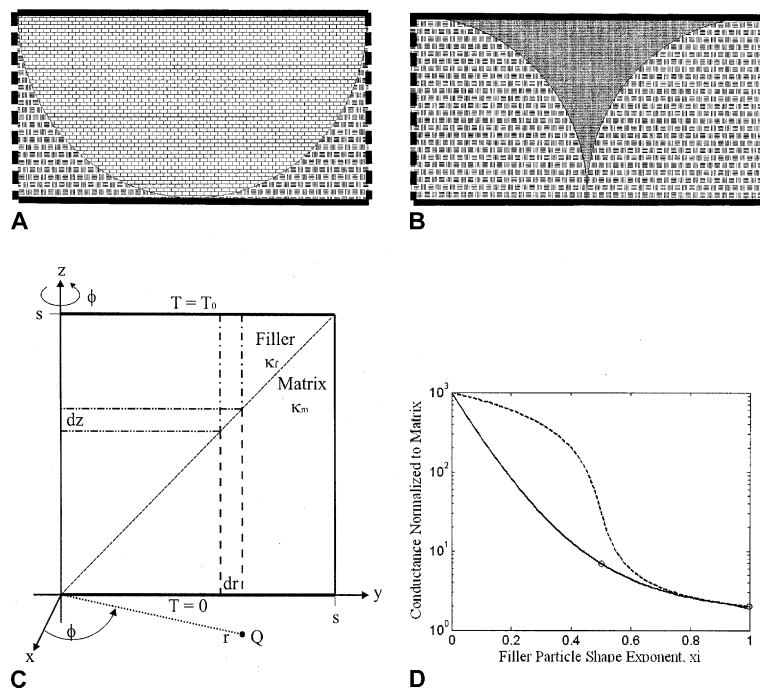 A
B
z
ϕ
T = T₀
s
Filler
κf
Matrix
κm
dz
dr
y
T = 0
s
ϕ
r
Q
x
C
Conductance Normalized to Matrix
10³
10²
10¹
10⁰
0 0.2 0.4 0.6 0.8 1
Filler Particle Shape Exponent, xi
D